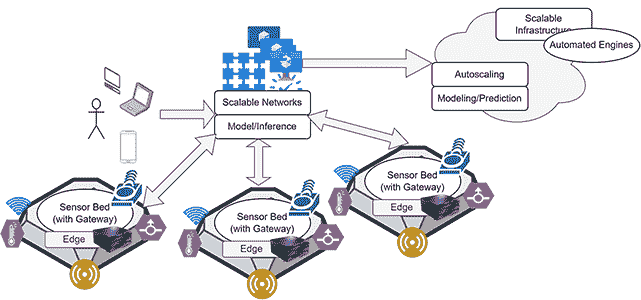 Scalable
Infrastructure
Automated Engines
Autoscaling
Modeling/Prediction
Scalable Networks
Model/Inference
Sensor Bed
(with Gateway)
Edge
Sensor Bed
(with Gateway)
Edge
Sensor Bed
(with Gateway)
Edge